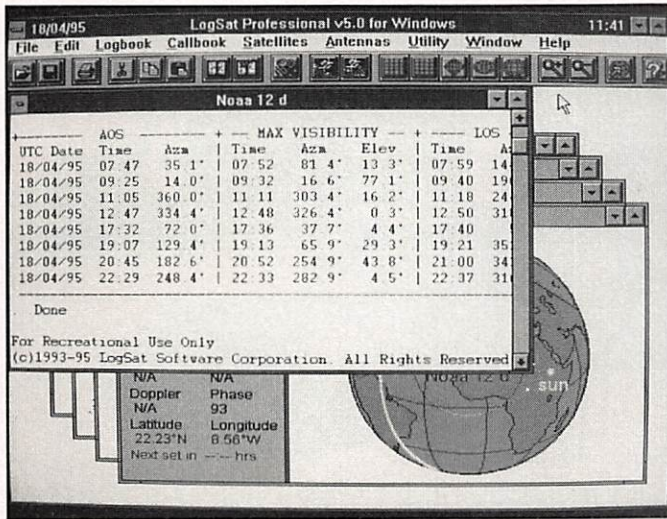 18/04/95 LogSat Professional v5.0 for Windows 11:41
File Edit Logbook Callbook Satellites Antennas Utility Window Help
Noaa 12 d
+------- AOS -------- + -- MAX VISIBILITY -- + ---- LOS
UTC Date Time Azm | Time Azm Elev | Time
18/04/95 07:47 35.1° | 07:52 81.4° 13.3° | 07:59
18/04/95 09:25 14.0° | 09:32 16.6° 77.1° | 09:40
18/04/95 11:05 360.0° | 11:11 303.4° 16.2° | 11:18
18/04/95 12:47 334.4° | 12:48 326.4° 0.3° | 12:50
18/04/95 17:32 72.0° | 17:36 37.7° 4.4° | 17:40
18/04/95 19:07 129.4° | 19:13 65.9° 29.3° | 19:21
18/04/95 20:45 182.6° | 20:52 254.9° 43.8° | 21:00
18/04/95 22:29 248.4° | 22:33 282.9° 4.5° | 22:37
Done
For Recreational Use Only
(c)1993-95 LogSat Software Corporation. All Rights Reserved
N/A N/A
Doppler Phase
N/A 93
Latitude Longitude
22.23°N 8.56°W
Next set in --:-- hrs
Noaa 12 d
sun